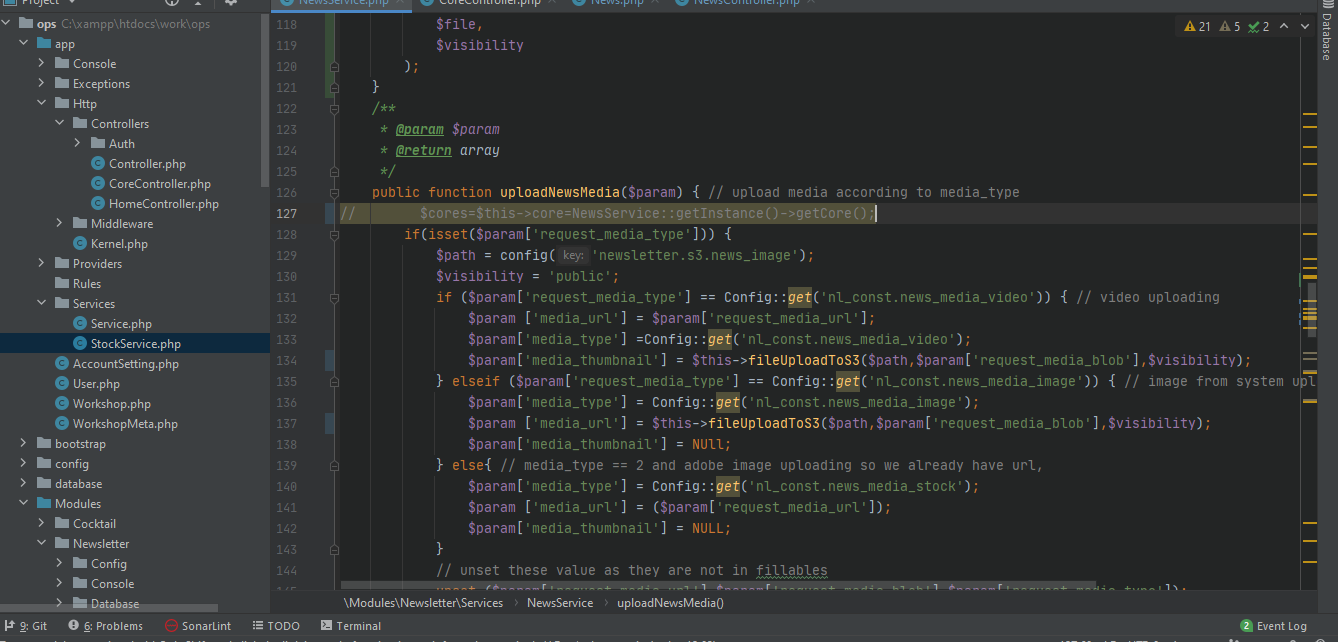 Project
NewsService.php
CoreController.php
News.php
NewsController.php
ops C:\xampp\htdocs\work\ops
app
Console
Exceptions
Http
Controllers
Auth
Controller.php
CoreController.php
HomeController.php
Middleware
Kernel.php
Providers
Rules
Services
Service.php
StockService.php
AccountSetting.php
User.php
Workshop.php
WorkshopMeta.php
bootstrap
config
database
Modules
Cocktail
Newsletter
Config
Console
Database
21 5 2
118 $file,
119 $visibility
120 );
121 }
122 /**
123 * @param $param
124 * @return array
125 */
126 public function uploadNewsMedia($param) { // upload media according to media_type
127 // $cores=$this->core=NewsService::getInstance()->getCore();
128 if(isset($param['request_media_type'])) {
129 $path = config( key: 'newsletter.s3.news_image');
130 $visibility = 'public';
131 if ($param['request_media_type'] == Config::get('nl_const.news_media_video')) { // video uploading
132 $param ['media_url'] = $param['request_media_url'];
133 $param['media_type'] =Config::get('nl_const.news_media_video');
134 $param['media_thumbnail'] = $this->fileUploadToS3($path,$param['request_media_blob'],$visibility);
135 } elseif ($param['request_media_type'] == Config::get('nl_const.news_media_image')) { // image from system upl
136 $param['media_type'] = Config::get('nl_const.news_media_image');
137 $param ['media_url'] = $this->fileUploadToS3($path,$param['request_media_blob'],$visibility);
138 $param['media_thumbnail'] = NUll;
139 } else{ // media_type == 2 and adobe image uploading so we already have url,
140 $param['media_type'] = Config::get('nl_const.news_media_stock');
141 $param ['media_url'] = ($param['request_media_url']);
142 $param['media_thumbnail'] = NULL;
143 }
144 // unset these value as they are not in fillables
145 unset ($param['request_media_url'],$param['request_media_blob'],$param['request_media_type']);
Database
\Modules\Newsletter\Services › NewsService › uploadNewsMedia()
9: Git 6: Problems SonarLint TODO Terminal 2 Event Log